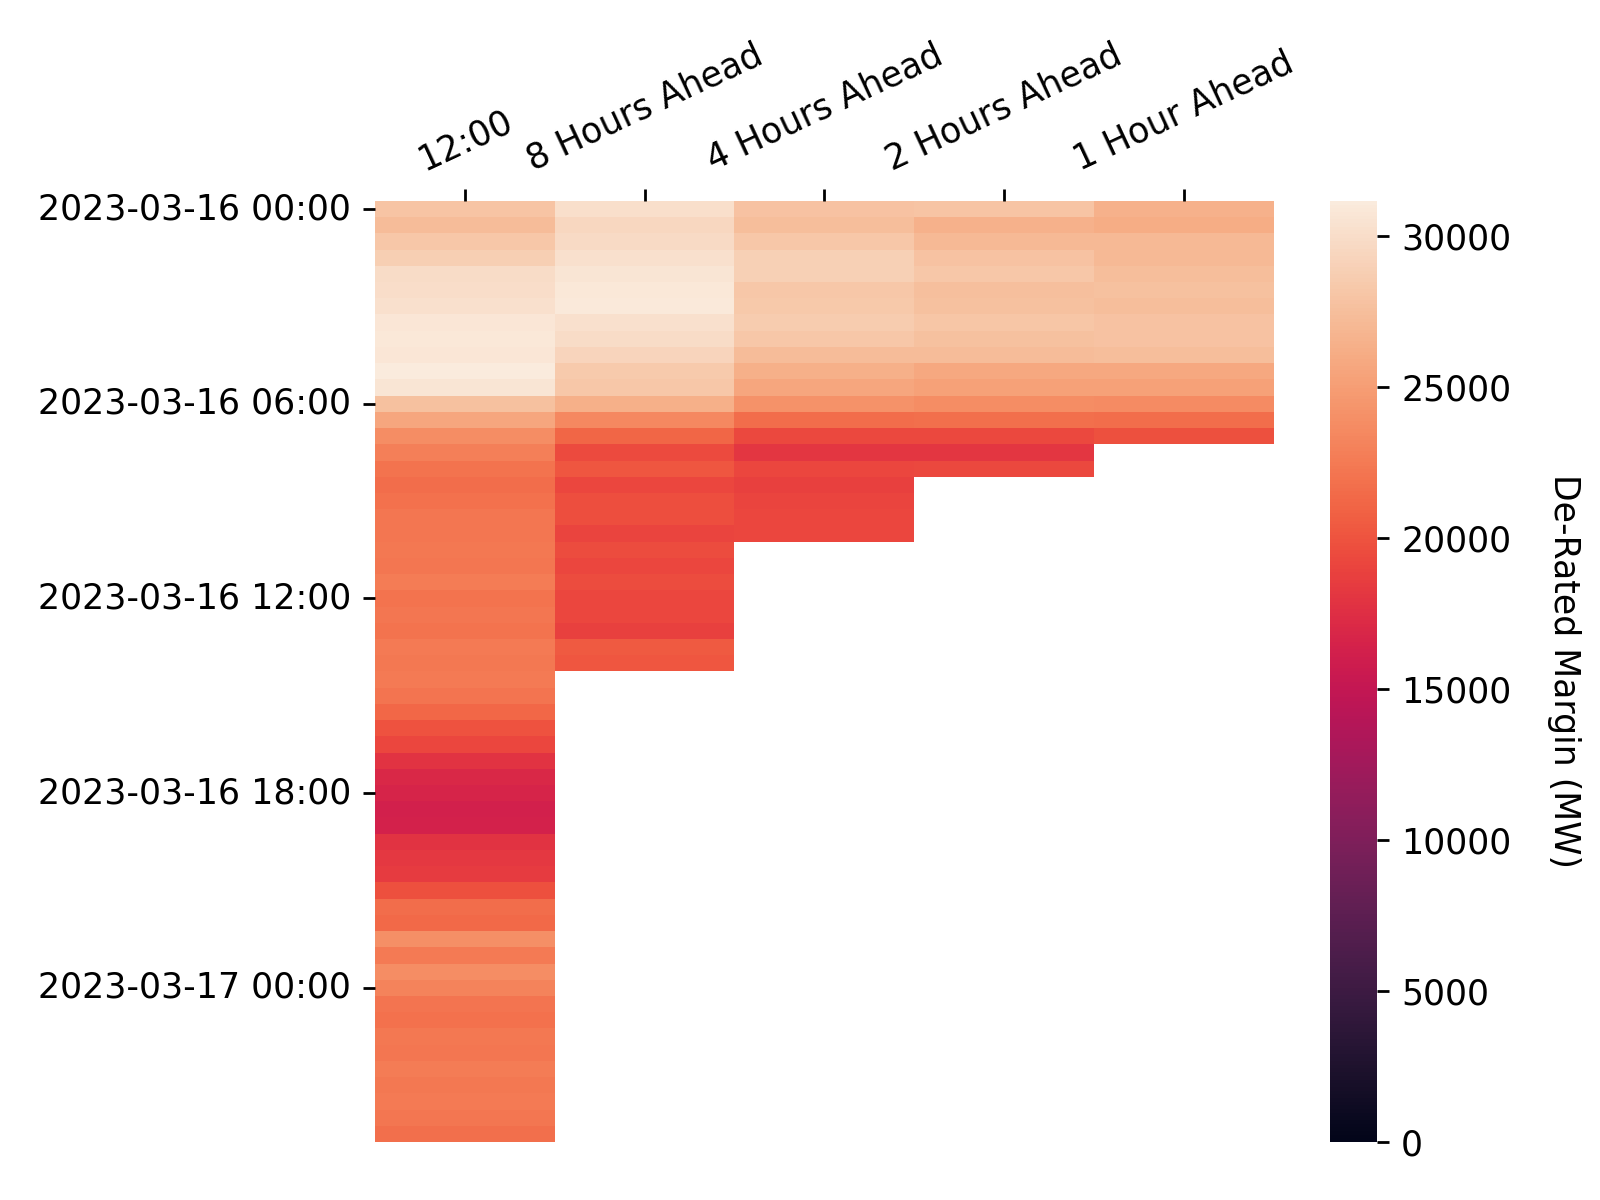 12:00
8 Hours Ahead
4 Hours Ahead
2 Hours Ahead
1 Hour Ahead
2023-03-16 00:00
2023-03-16 06:00
2023-03-16 12:00
2023-03-16 18:00
2023-03-17 00:00
30000
25000
20000
15000
10000
5000
0
De-Rated Margin (MW)